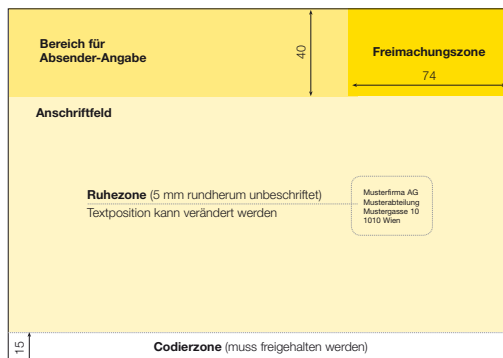 Bereich für
Absender-Angabe
40
Freimachungszone
74
Anschriftfeld
Ruhezone (5 mm rundherum unbeschriftet)
Textposition kann verändert werden
Musterfirma AG
Musterabteilung
Mustergasse 10
1010 Wien
15
Codierzone (muss freigehalten werden)